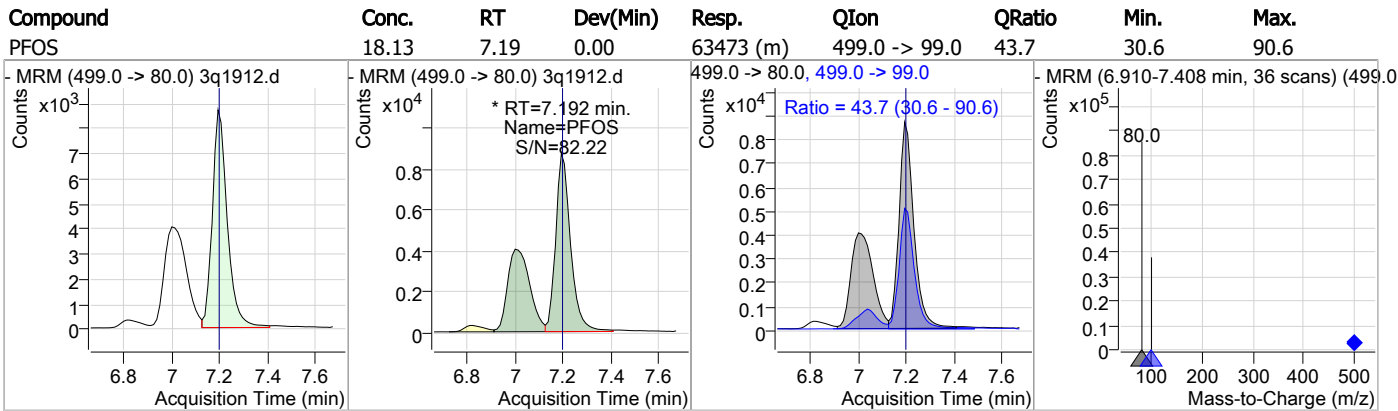 Compound Conc. RT Dev(Min) Resp. QIon QRatio Min. Max.
PFOS 18.13 7.19 0.00 63473 (m) 499.0 -> 99.0 43.7 30.6 90.6
- MRM (499.0 -> 80.0) 3q1912.d
Counts
x10³
7
6
5
4
3
2
1
0
6.8 7 7.2 7.4 7.6
Acquisition Time (min)
- MRM (499.0 -> 80.0) 3q1912.d
Counts
x10⁴
* RT=7.192 min.
Name=PFOS
S/N=82.22
0.8
0.6
0.4
0.2
0
6.8 7 7.2 7.4 7.6
Acquisition Time (min)
499.0 -> 80.0, 499.0 -> 99.0
Counts
x10⁴
Ratio = 43.7 (30.6 - 90.6)
0.8
0.7
0.6
0.5
0.4
0.3
0.2
0.1
0
6.8 7 7.2 7.4 7.6
Acquisition Time (min)
- MRM (6.910-7.408 min, 36 scans) (499.0
Counts
x10⁵
80.0
0.8
0.7
0.6
0.5
0.4
0.3
0.2
0.1
0
100 200 300 400 500
Mass-to-Charge (m/z)